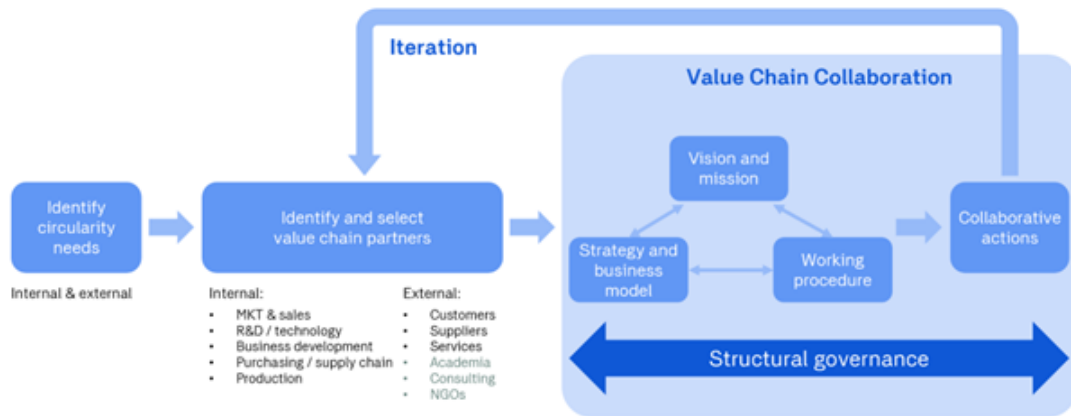 Iteration
Value Chain Collaboration
Identify
circularity
needs
Internal & external
Identify and select
value chain partners
Internal:
• MKT & sales
• R&D / technology
• Business development
• Purchasing / supply chain
• Production
External:
• Customers
• Suppliers
• Services
• Academia
• Consulting
• NGOs
Vision and
mission
Strategy and
business
model
Working
procedure
Collaborative
actions
Structural governance